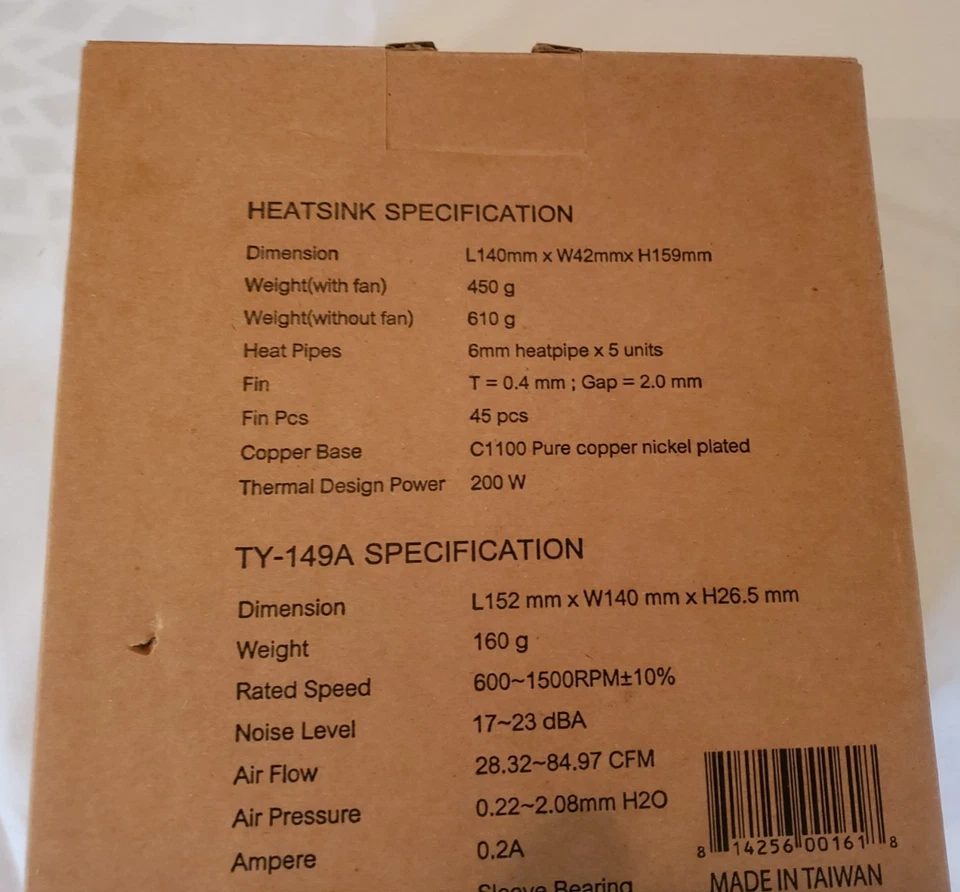 HEATSINK SPECIFICATION
Dimension L140mm x W42mmx H159mm
Weight(with fan) 450 g
Weight(without fan) 610 g
Heat Pipes 6mm heatpipe x 5 units
Fin T = 0.4 mm ; Gap = 2.0 mm
Fin Pcs 45 pcs
Copper Base C1100 Pure copper nickel plated
Thermal Design Power 200 W
TY-149A SPECIFICATION
Dimension L152 mm x W140 mm x H26.5 mm
Weight 160 g
Rated Speed 600~1500RPM±10%
Noise Level 17~23 dBA
Air Flow 28.32~84.97 CFM
Air Pressure 0.22~2.08mm H2O
Ampere 0.2A
8 14256 00161 8
Sleeve Bearing
MADE IN TAIWAN